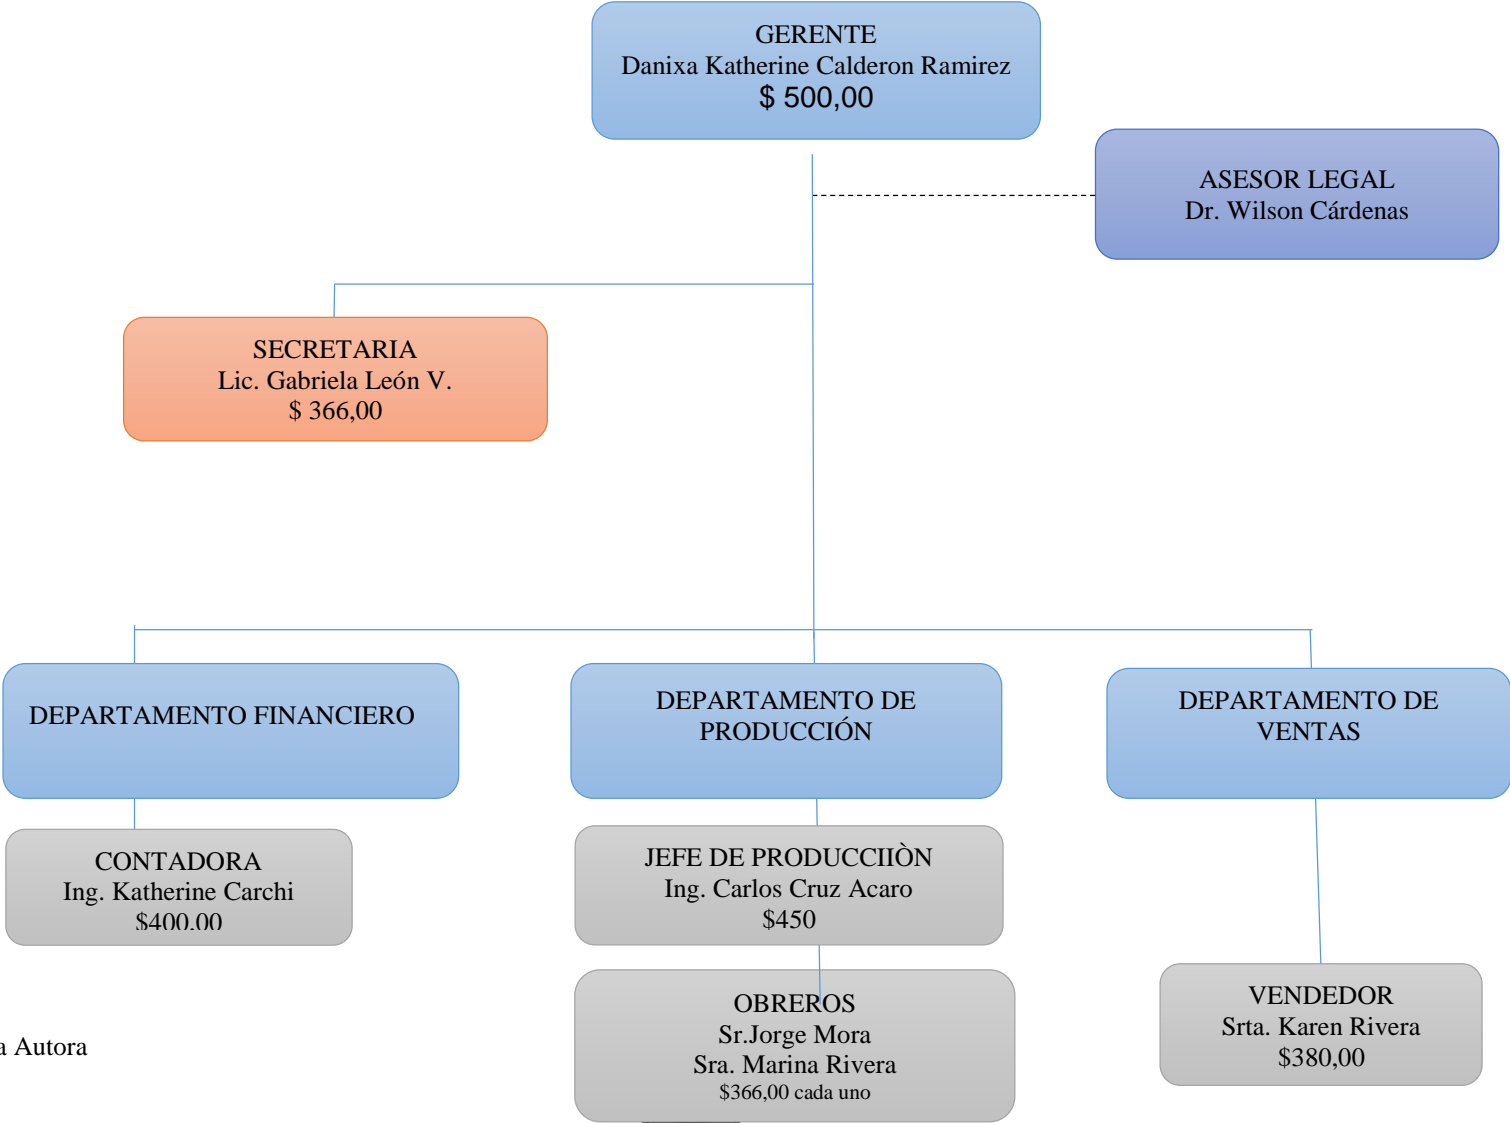 GERENTE
Danixa Katherine Calderon Ramirez
$ 500,00
ASESOR LEGAL
Dr. Wilson Cárdenas
SECRETARIA
Lic. Gabriela León V.
$ 366,00
DEPARTAMENTO FINANCIERO
DEPARTAMENTO DE
PRODUCCIÓN
DEPARTAMENTO DE
VENTAS
CONTADORA
Ing. Katherine Carchi
$400.00
JEFE DE PRODUCCIIÒN
Ing. Carlos Cruz Acaro
$450
OBREROS
Sr.Jorge Mora
Sra. Marina Rivera
$366,00 cada uno
VENDEDOR
Srta. Karen Rivera
$380,00
a Autora